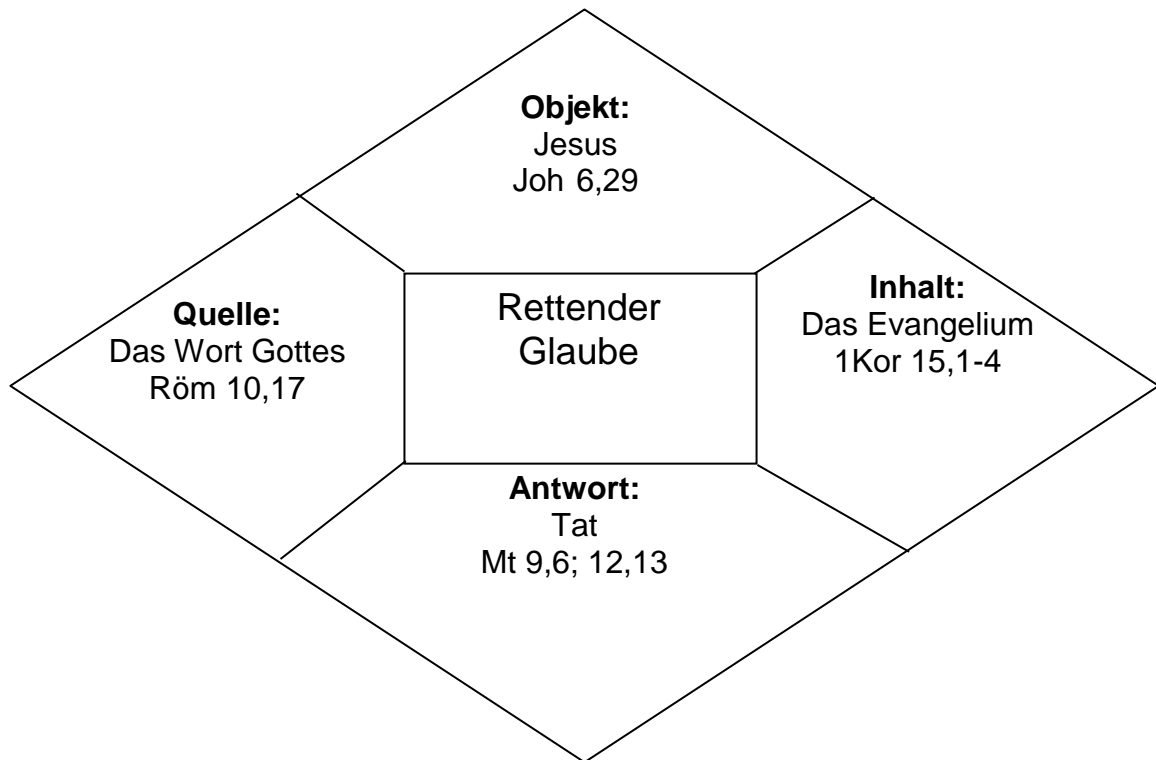 Objekt:
Jesus
Joh 6,29
Quelle:
Das Wort Gottes
Röm 10,17
Rettender
Glaube
Inhalt:
Das Evangelium
1Kor 15,1-4
Antwort:
Tat
Mt 9,6; 12,13